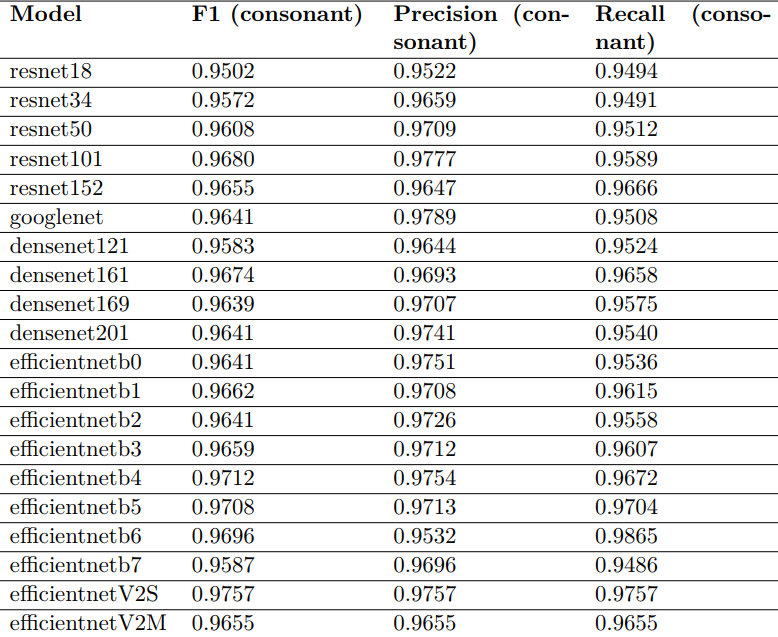 Model F1 (consonant) Precision (con- Recall (conso-
sonant) nant)
resnet18 0.9502 0.9522 0.9494
resnet34 0.9572 0.9659 0.9491
resnet50 0.9608 0.9709 0.9512
resnet101 0.9680 0.9777 0.9589
resnet152 0.9655 0.9647 0.9666
googlenet 0.9641 0.9789 0.9508
densenet121 0.9583 0.9644 0.9524
densenet161 0.9674 0.9693 0.9658
densenet169 0.9639 0.9707 0.9575
densenet201 0.9641 0.9741 0.9540
efficientnetb0 0.9641 0.9751 0.9536
efficientnetb1 0.9662 0.9708 0.9615
efficientnetb2 0.9641 0.9726 0.9558
efficientnetb3 0.9659 0.9712 0.9607
efficientnetb4 0.9712 0.9754 0.9672
efficientnetb5 0.9708 0.9713 0.9704
efficientnetb6 0.9696 0.9532 0.9865
efficientnetb7 0.9587 0.9696 0.9486
efficientnetV2S 0.9757 0.9757 0.9757
efficientnetV2M 0.9655 0.9655 0.9655